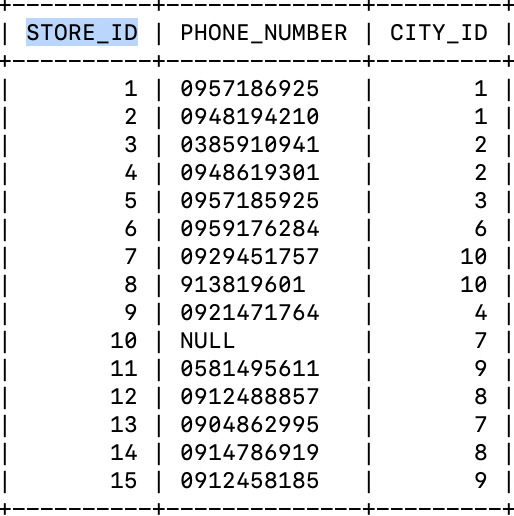 | STORE_ID | PHONE_NUMBER | CITY_ID |
| 1 | 0957186925 | 1 |
| 2 | 0948194210 | 1 |
| 3 | 0385910941 | 2 |
| 4 | 0948619301 | 2 |
| 5 | 0957185925 | 3 |
| 6 | 0959176284 | 6 |
| 7 | 0929451757 | 10 |
| 8 | 913819601 | 10 |
| 9 | 0921471764 | 4 |
| 10 | NULL | 7 |
| 11 | 0581495611 | 9 |
| 12 | 0912488857 | 8 |
| 13 | 0904862995 | 7 |
| 14 | 0914786919 | 8 |
| 15 | 0912458185 | 9 |